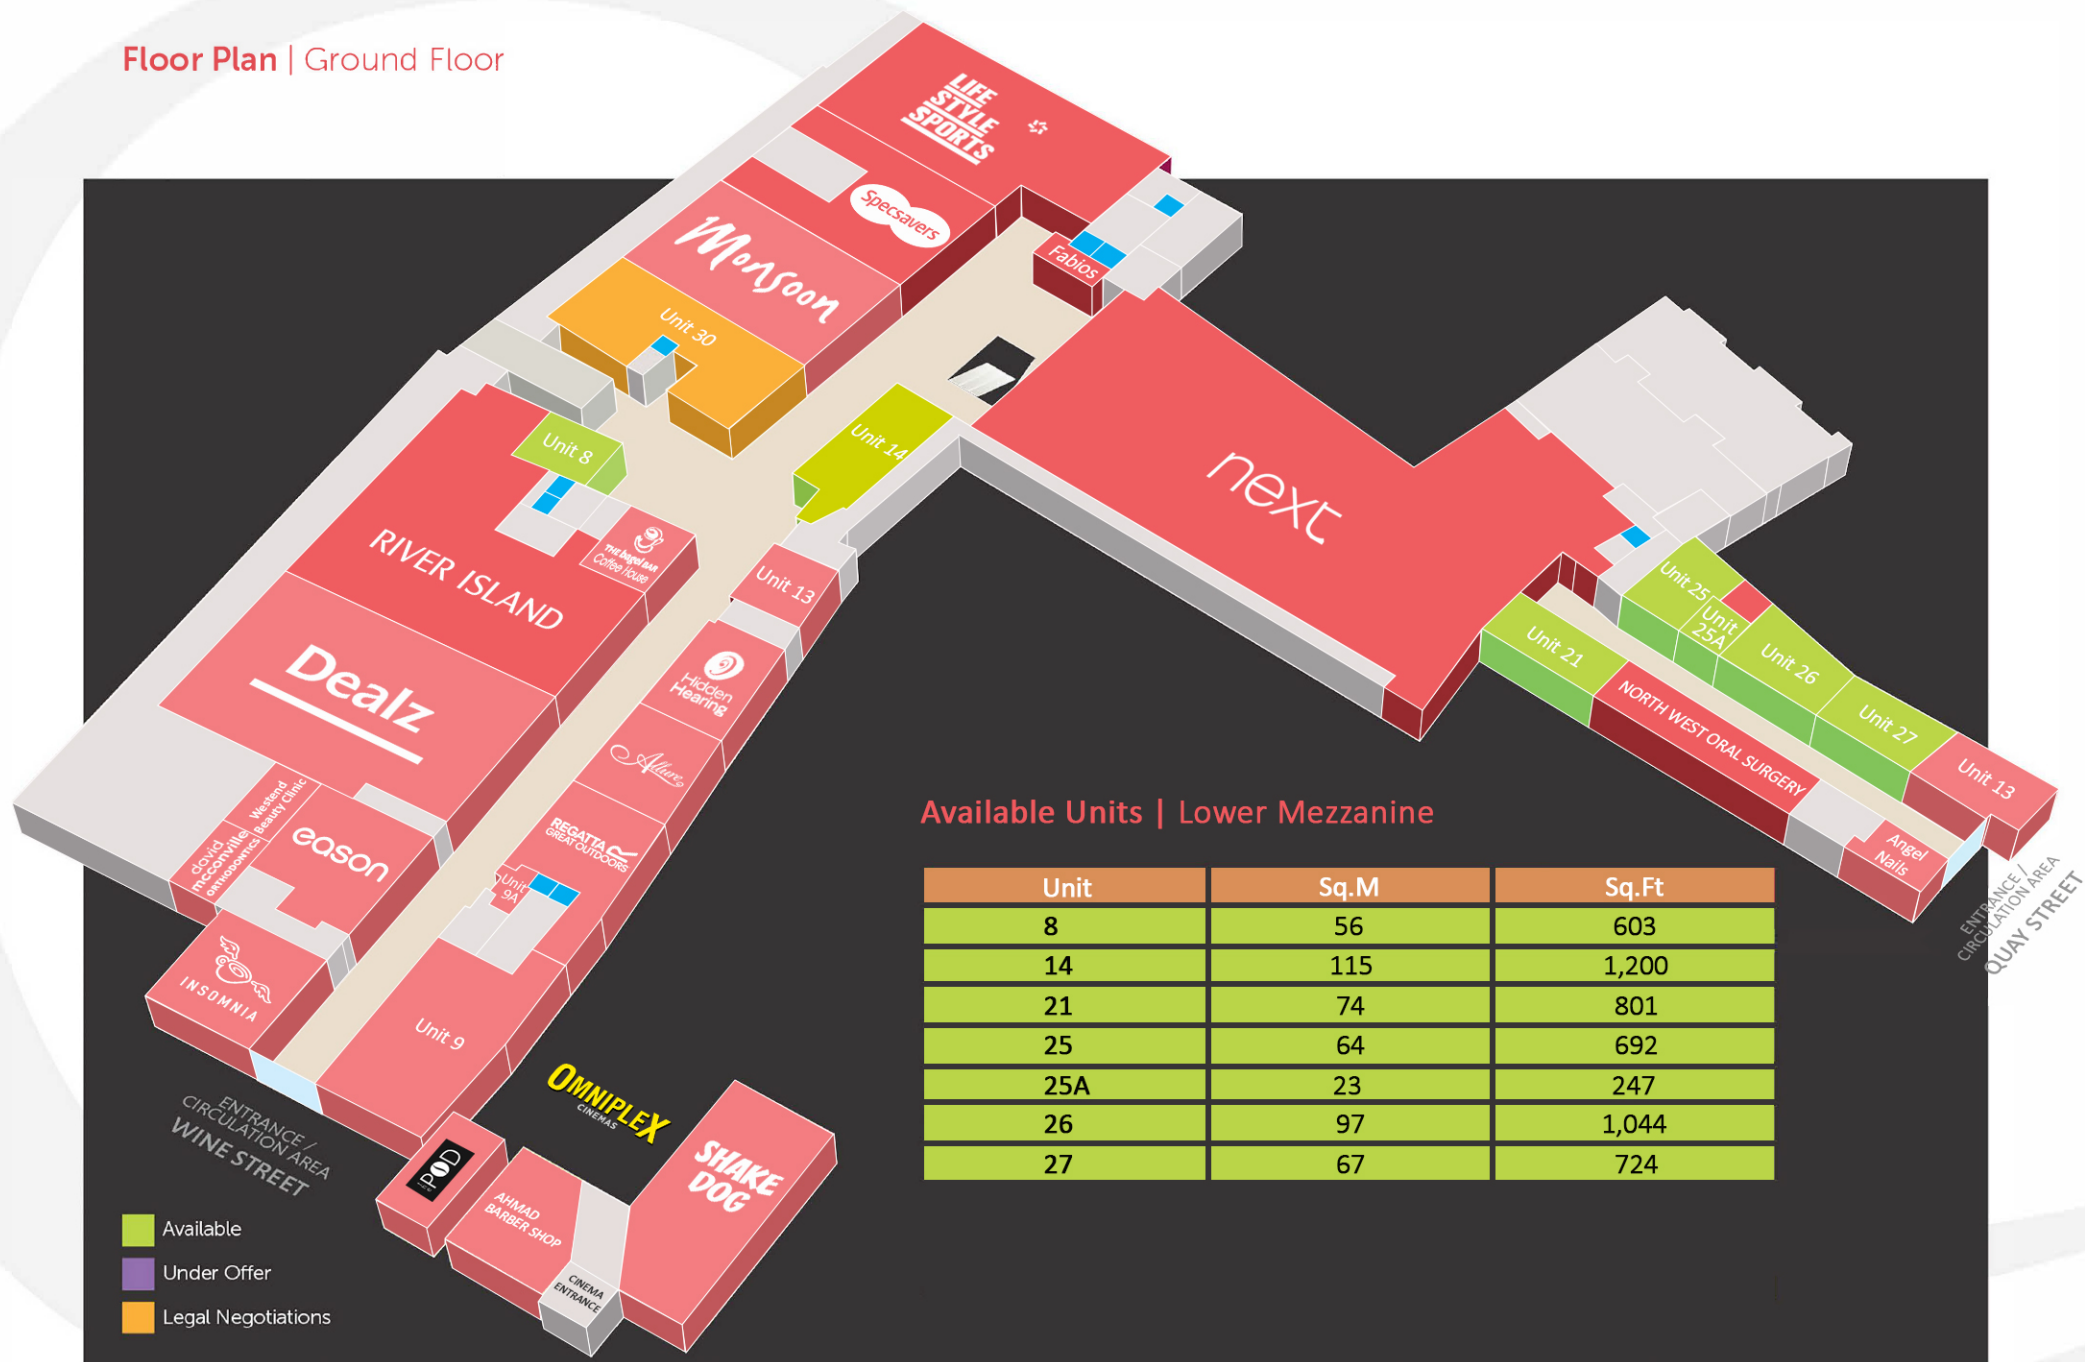 Floor Plan | Ground Floor
LIFE
STYLE
SPORTS
Specsavers
Monsoon
Fabios
Unit 30
Unit 8
Unit 14
next
RIVER ISLAND
THE bagel BAR
Coffee House
Unit 13
Dealz
Hidden
Hearing
Allure
REGATTA
GREAT OUTDOORS
Unit
9A
Westend
Beauty Clinic
david
mcconville
ORTHODONTICS
eason
INSOMNIA
Unit 9
Unit 25
Unit
25A
Unit 26
Unit 27
Unit 13
Unit 21
NORTH WEST ORAL SURGERY
Angel
Nails
ENTRANCE /
CIRCULATION AREA
QUAY STREET
Available Units | Lower Mezzanine
Unit Sq.M Sq.Ft
8 56 603
14 115 1,200
21 74 801
25 64 692
25A 23 247
26 97 1,044
27 67 724
ENTRANCE /
CIRCULATION AREA
WINE STREET
OMNIPLEX
CINEMAS
POD
AHMAD
BARBER SHOP
SHAKE
DOG
CINEMA
ENTRANCE
Available
Under Offer
Legal Negotiations